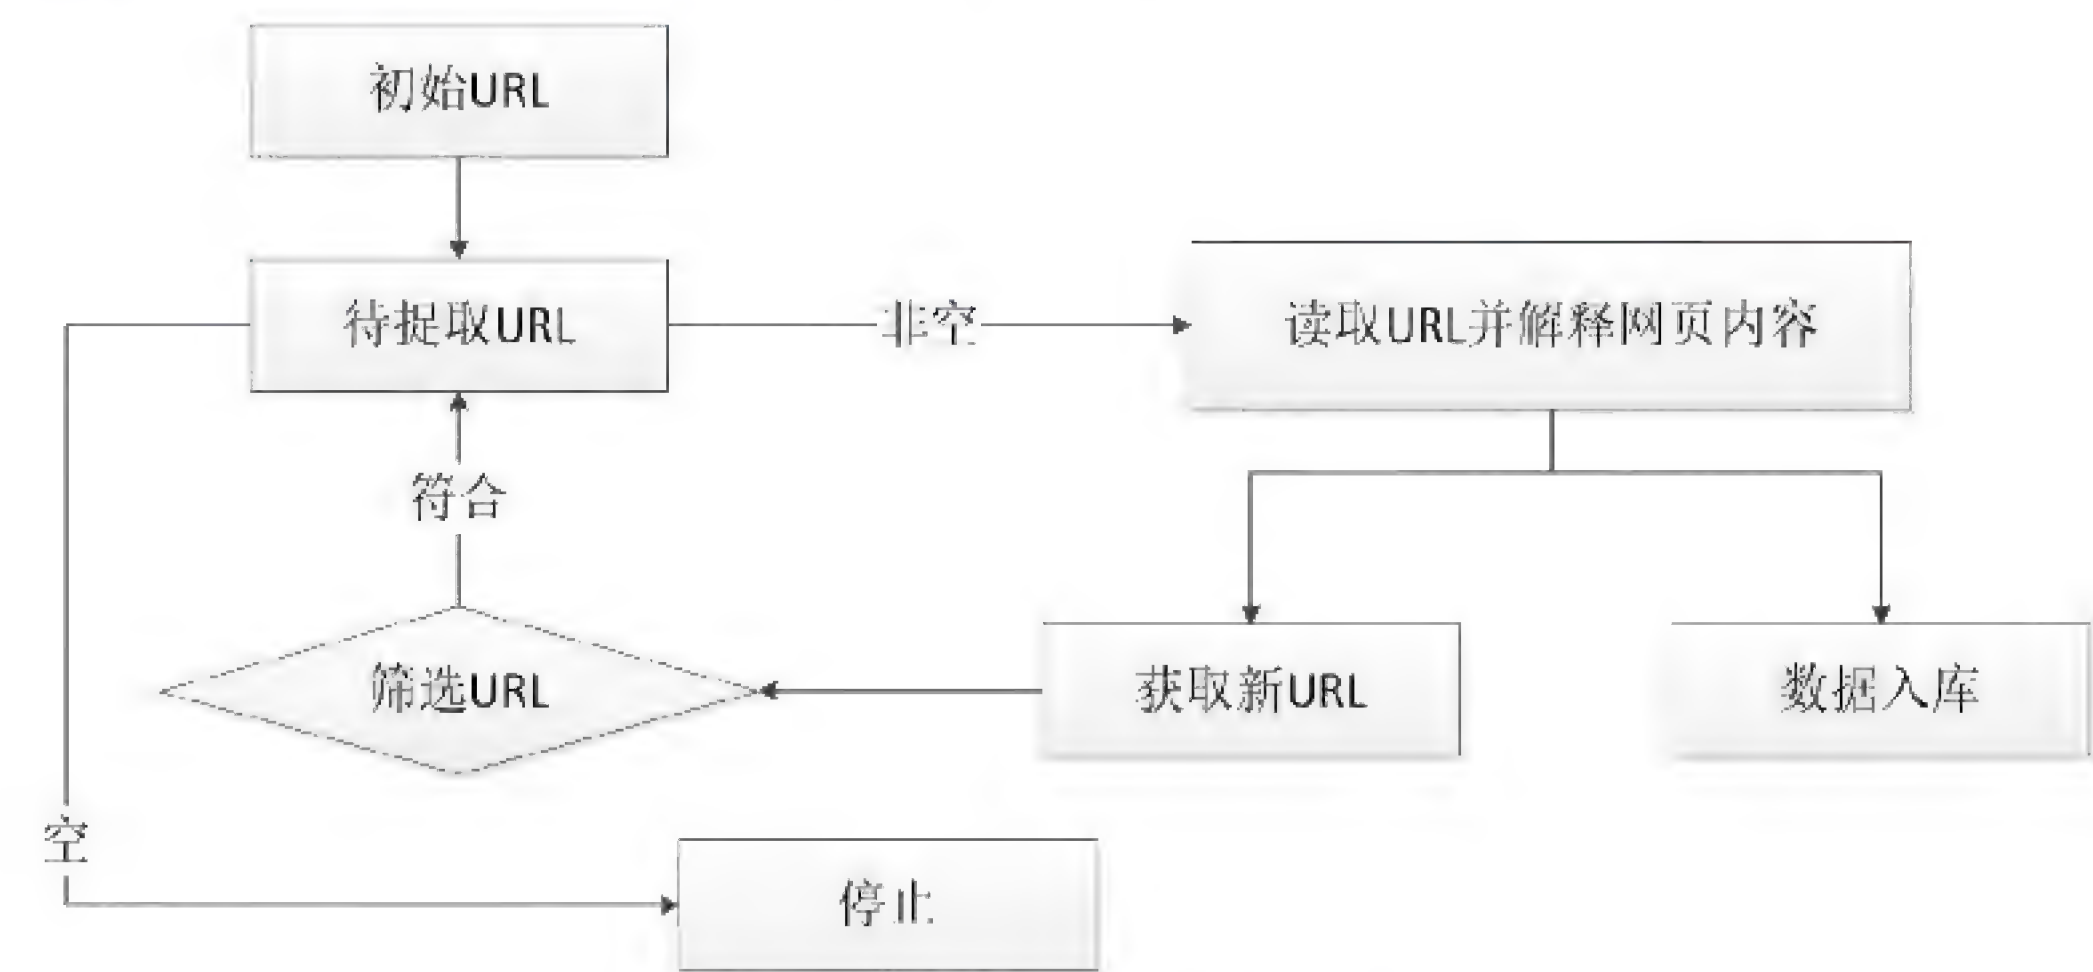 初始URL
待提取URL
非空
读取URL并解释网页内容
符合
筛选URL
获取新URL
数据入库
空
停止